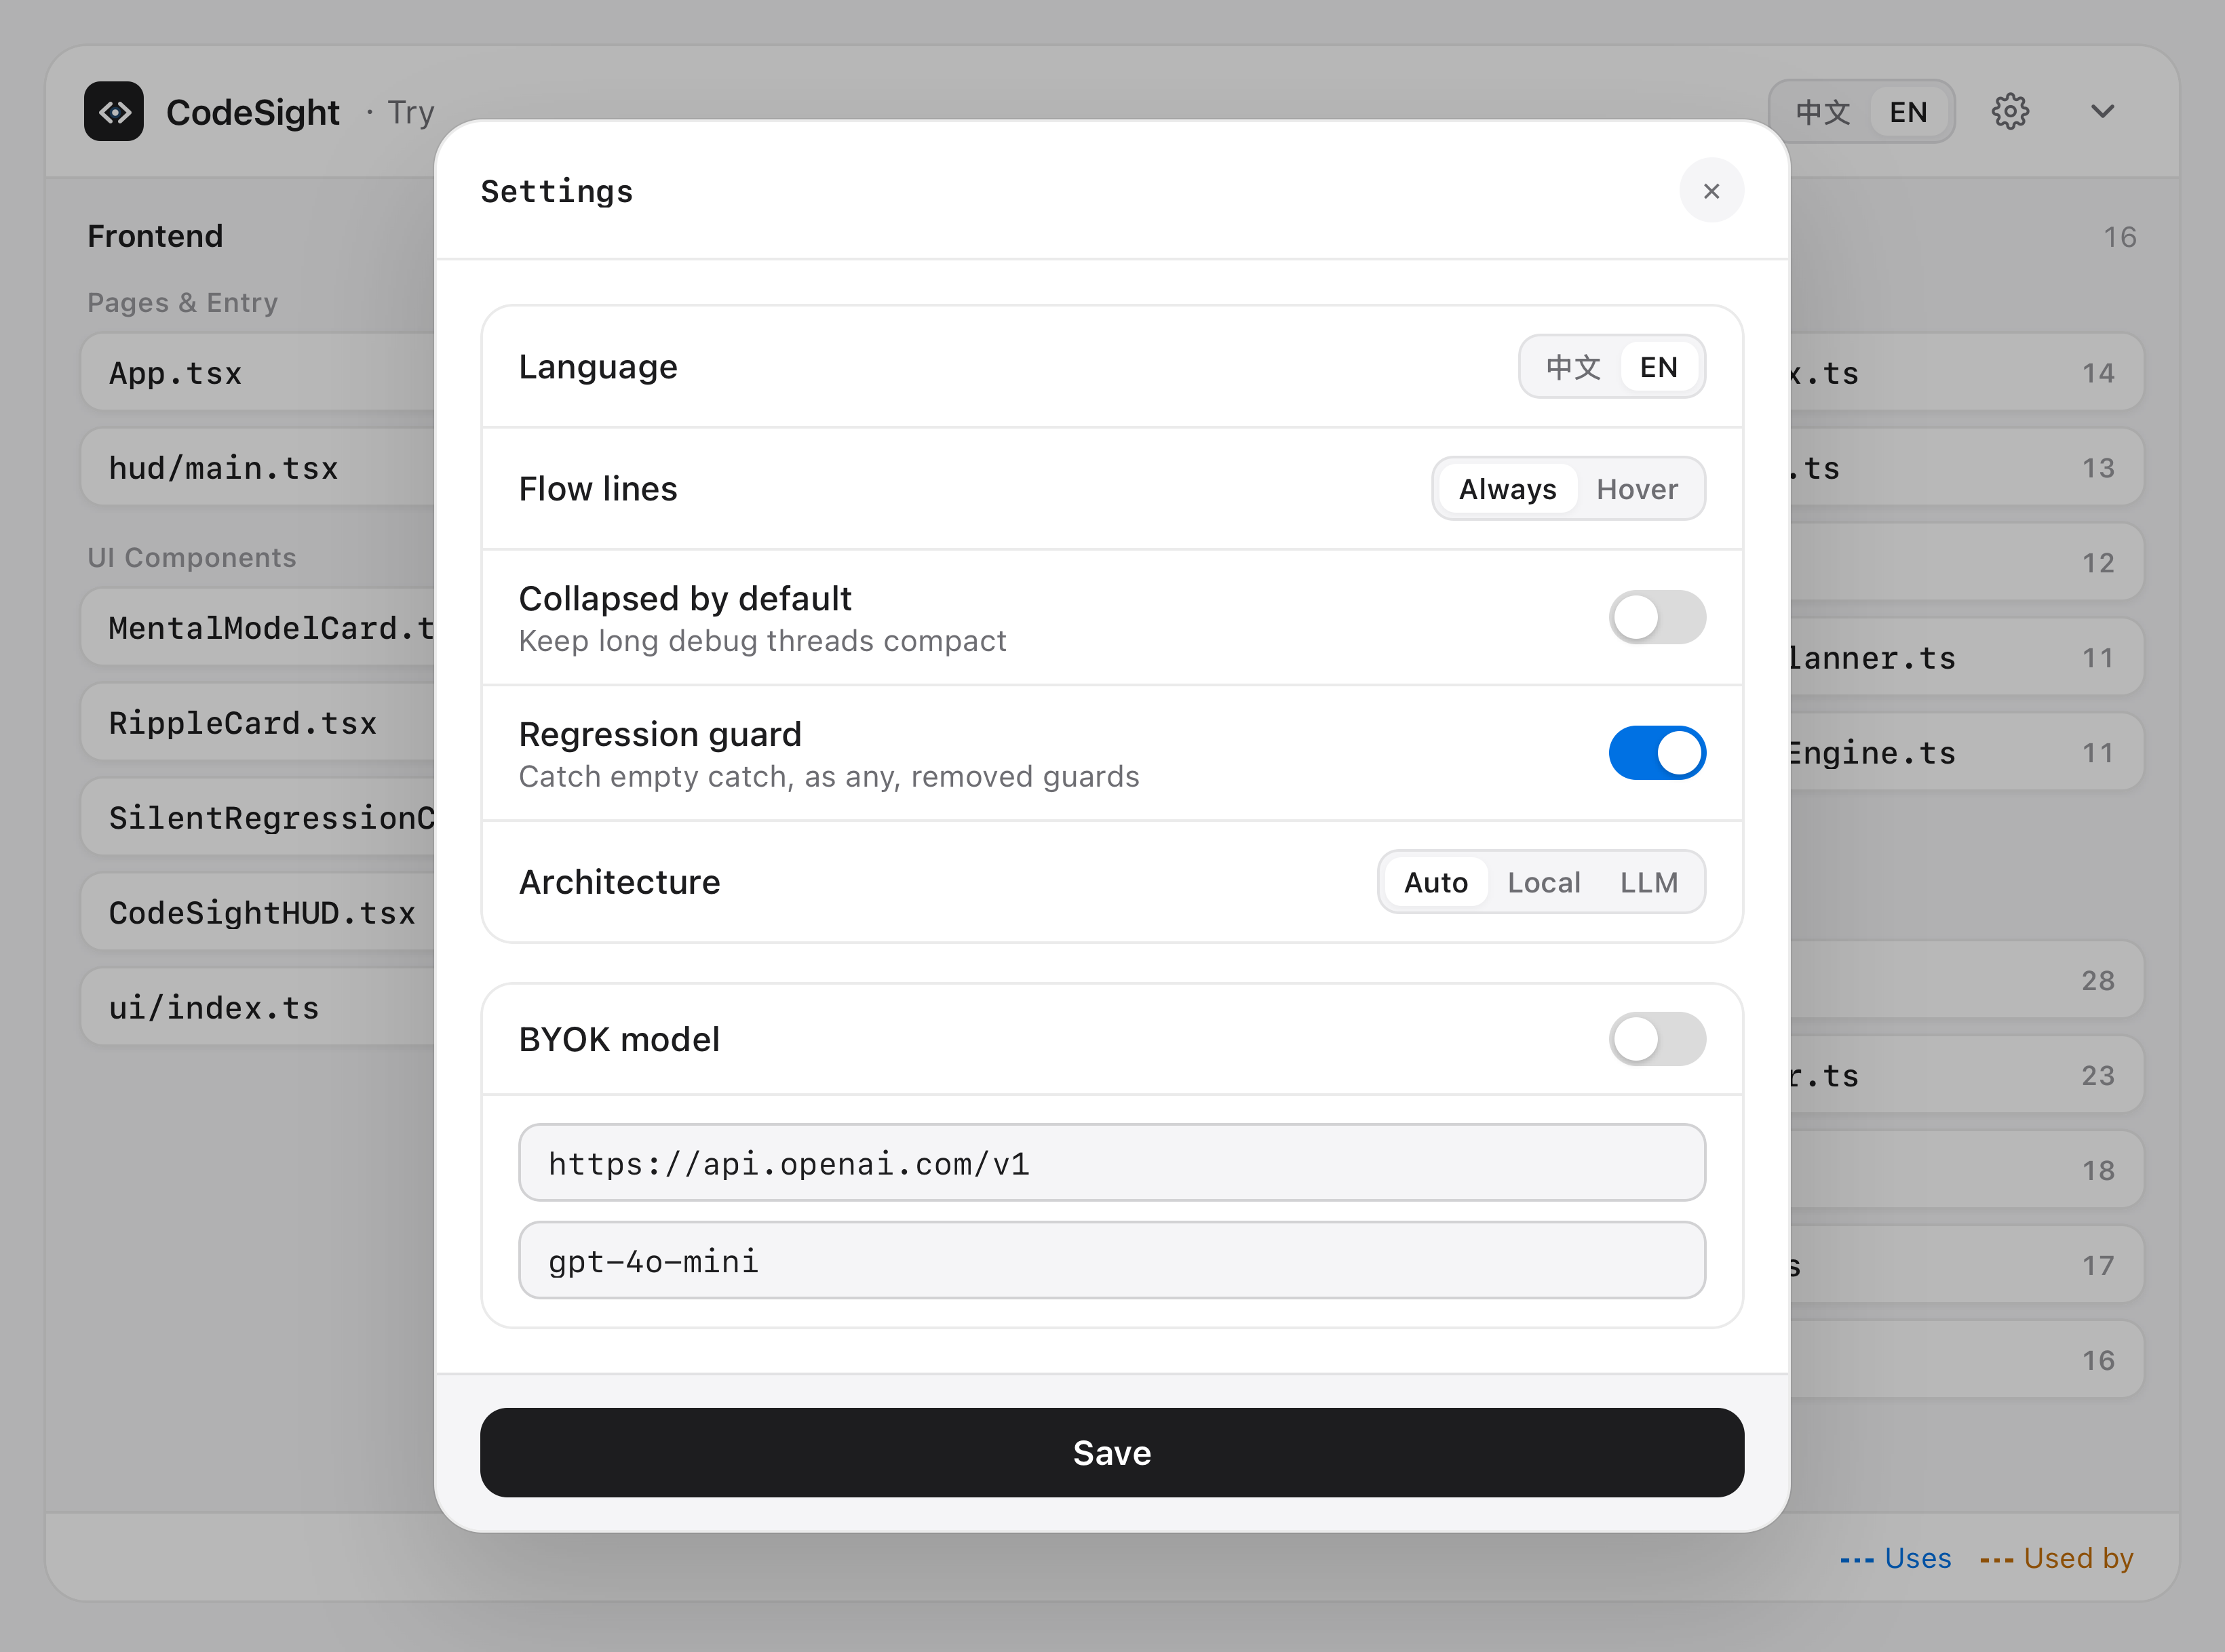 CodeSight · Try
中文 EN
Frontend
16
Pages & Entry
App.tsx
hud/main.tsx
UI Components
MentalModelCard.t
RippleCard.tsx
SilentRegressionC
CodeSightHUD.tsx
ui/index.ts
Settings
×
Language
中文 EN
Flow lines
Always Hover
Collapsed by default
Keep long debug threads compact
Regression guard
Catch empty catch, as any, removed guards
Architecture
Auto Local LLM
BYOK model
https://api.openai.com/v1
gpt-4o-mini
Save
x.ts 14
.ts 13
12
lanner.ts 11
Engine.ts 11
28
r.ts 23
18
s 17
16
--- Uses --- Used by